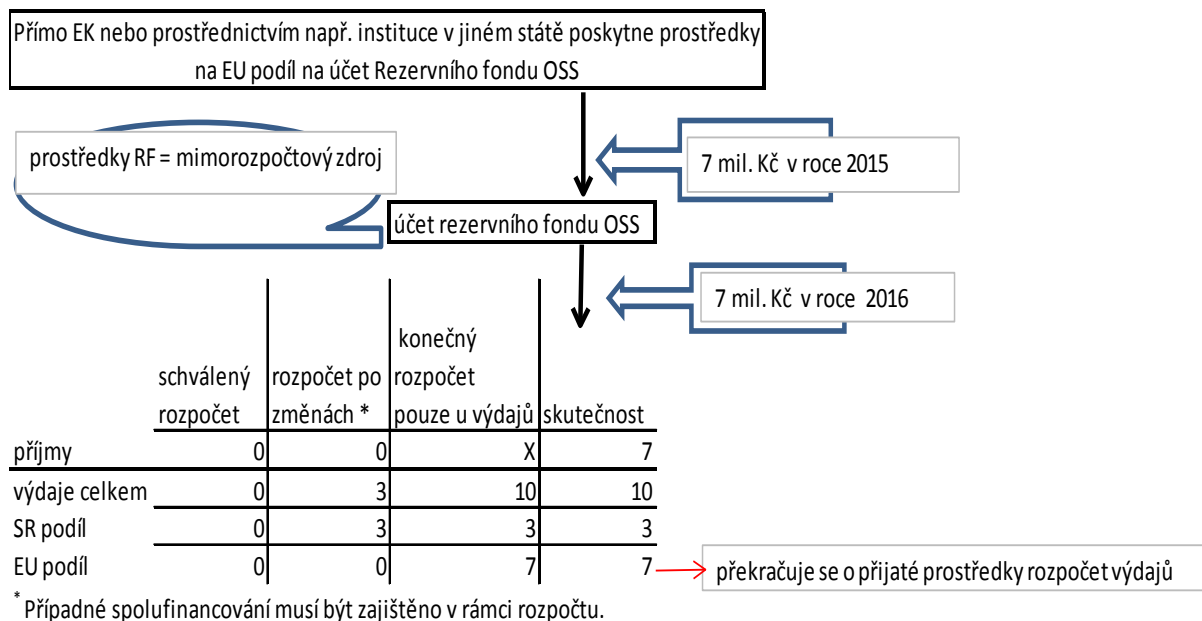 Přímo EK nebo prostřednictvím např. instituce v jiném státě poskytne prostředky
na EU podíl na účet Rezervního fondu OSS
prostředky RF = mimorozpočtový zdroj
7 mil. Kč v roce 2015
účet rezervního fondu OSS
7 mil. Kč v roce 2016
konečný
schválený rozpočet po rozpočet
rozpočet změnách * pouze u výdajů skutečnost
příjmy 0 0 X 7
výdaje celkem 0 3 10 10
SR podíl 0 3 3 3
EU podíl 0 0 7 7 překračuje se o přijaté prostředky rozpočet výdajů
* Případné spolufinancování musí být zajištěno v rámci rozpočtu.